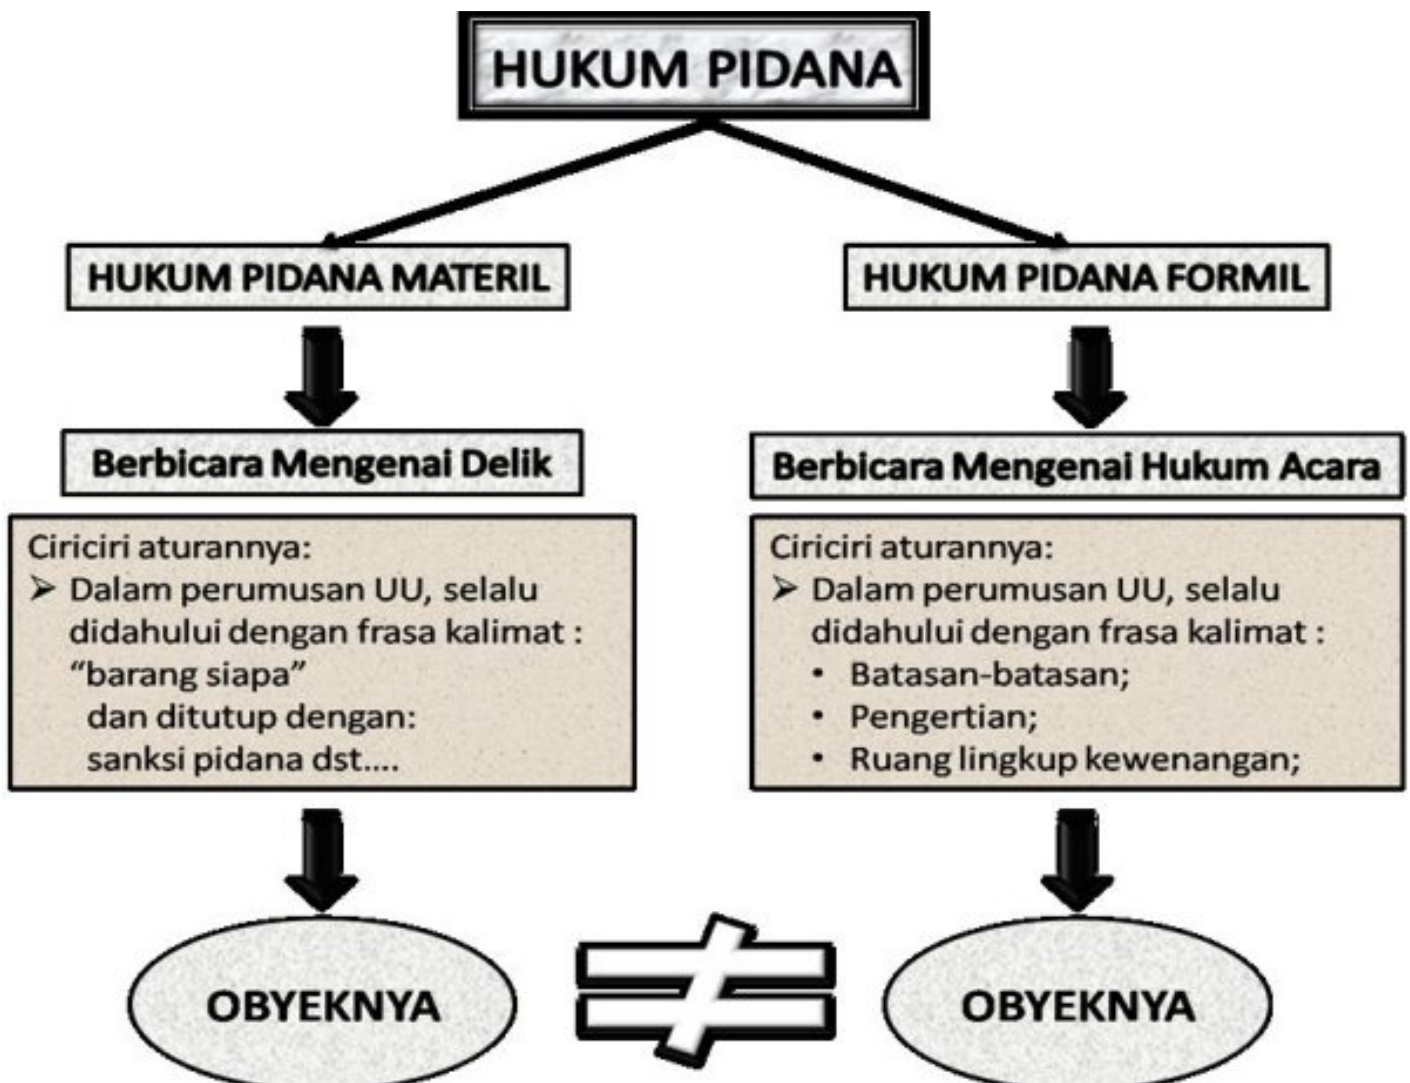 HUKUM PIDANA
HUKUM PIDANA MATERIL
Berbicara Mengenai Delik
Ciriciri aturannya:
➢ Dalam perumusan UU, selalu
didahului dengan frasa kalimat :
“barang siapa”
dan ditutup dengan:
sanksi pidana dst....
OBYEKNYA
≠
HUKUM PIDANA FORMIL
Berbicara Mengenai Hukum Acara
Ciriciri aturannya:
➢ Dalam perumusan UU, selalu
didahului dengan frasa kalimat :
• Batasan-batasan;
• Pengertian;
• Ruang lingkup kewenangan;
OBYEKNYA